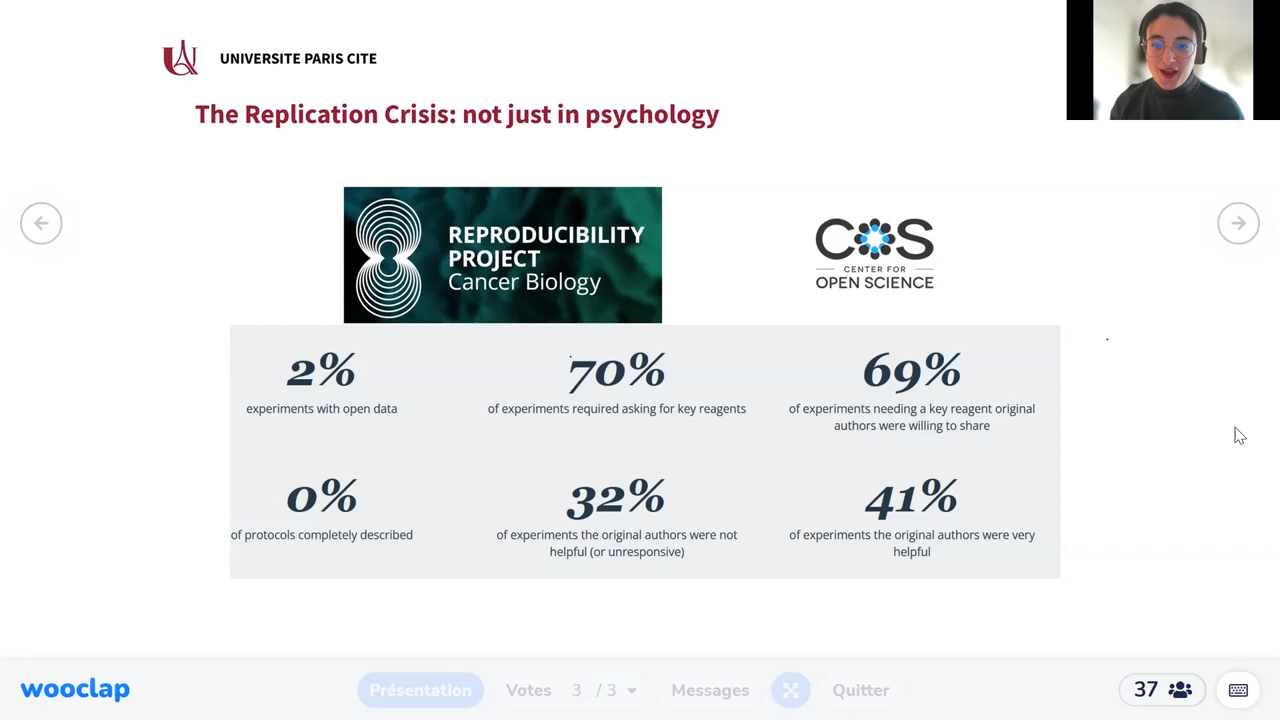 UNIVERSITE PARIS CITE
The Replication Crisis: not just in psychology
REPRODUCIBILITY
PROJECT
Cancer Biology
COS
CENTER FOR
OPEN SCIENCE
2%
experiments with open data
70%
of experiments required asking for key reagents
69%
of experiments needing a key reagent original
authors were willing to share
0%
of protocols completely described
32%
of experiments the original authors were not
helpful (or unresponsive)
41%
of experiments the original authors were very
helpful
wooclap
Présentation
Votes
3 / 3
Messages
Quitter
37